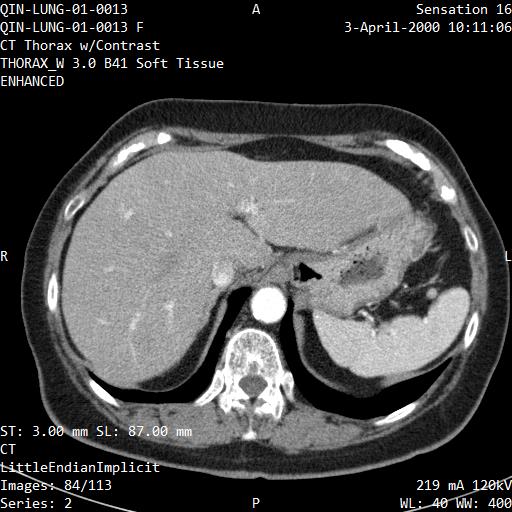 QIN-LUNG-01-0013
A
Sensation 16
QIN-LUNG-01-0013 F
3-April-2000 10:11:06
CT Thorax w/Contrast
THORAX_W 3.0 B41 Soft Tissue
ENHANCED
R
L
ST: 3.00 mm SL: 87.00 mm
CT
LittleEndianImplicit
Images: 84/113
219 mA 120kV
Series: 2
P
WL: 40 WW: 400